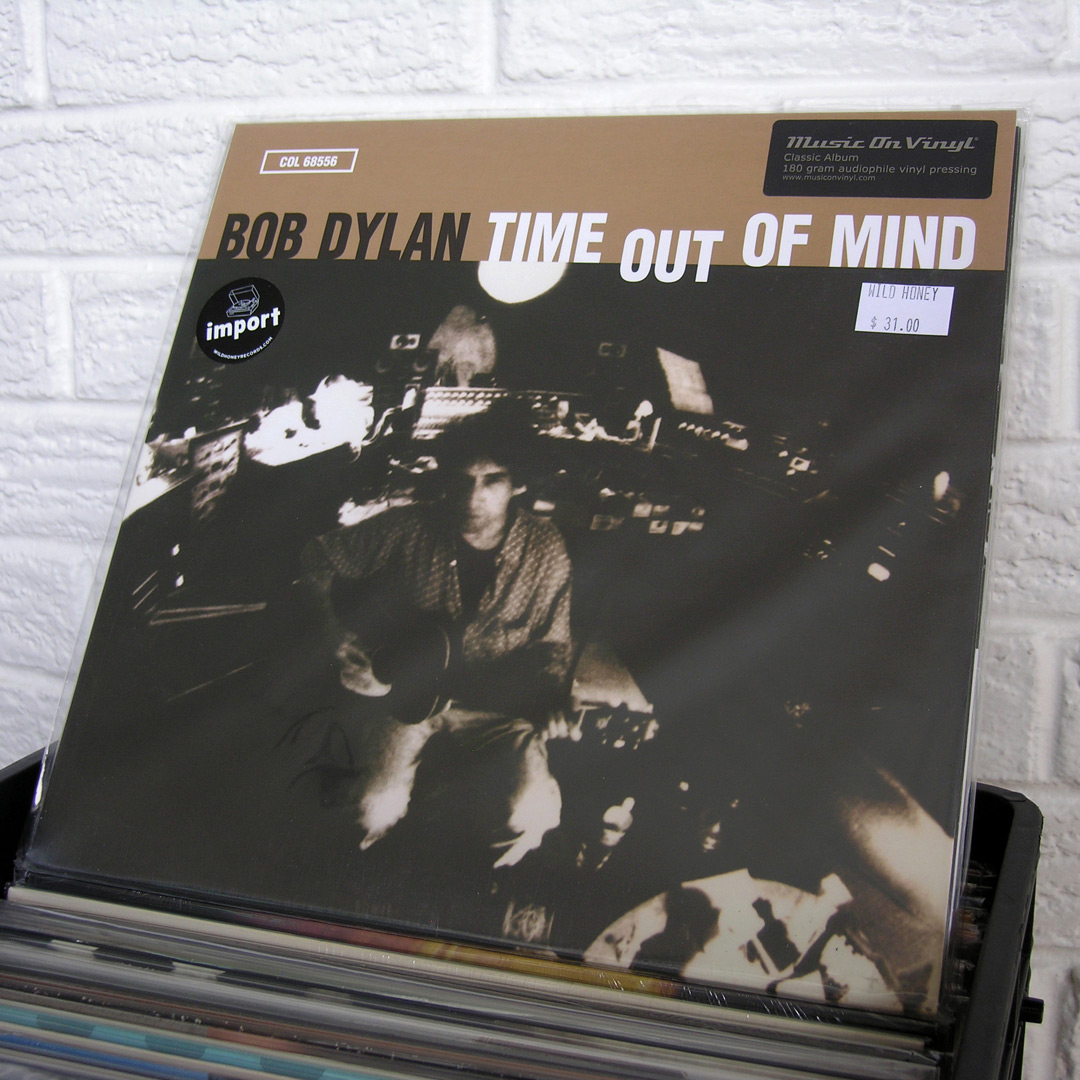 COL 68556
Music On Vinyl
Classic Album
180 gram audiophile vinyl pressing
www.musiconvinyl.com
BOB DYLAN TIME OUT OF MIND
import
WILDHONEYRECORDS.COM
WILD HONEY
$ 31.00